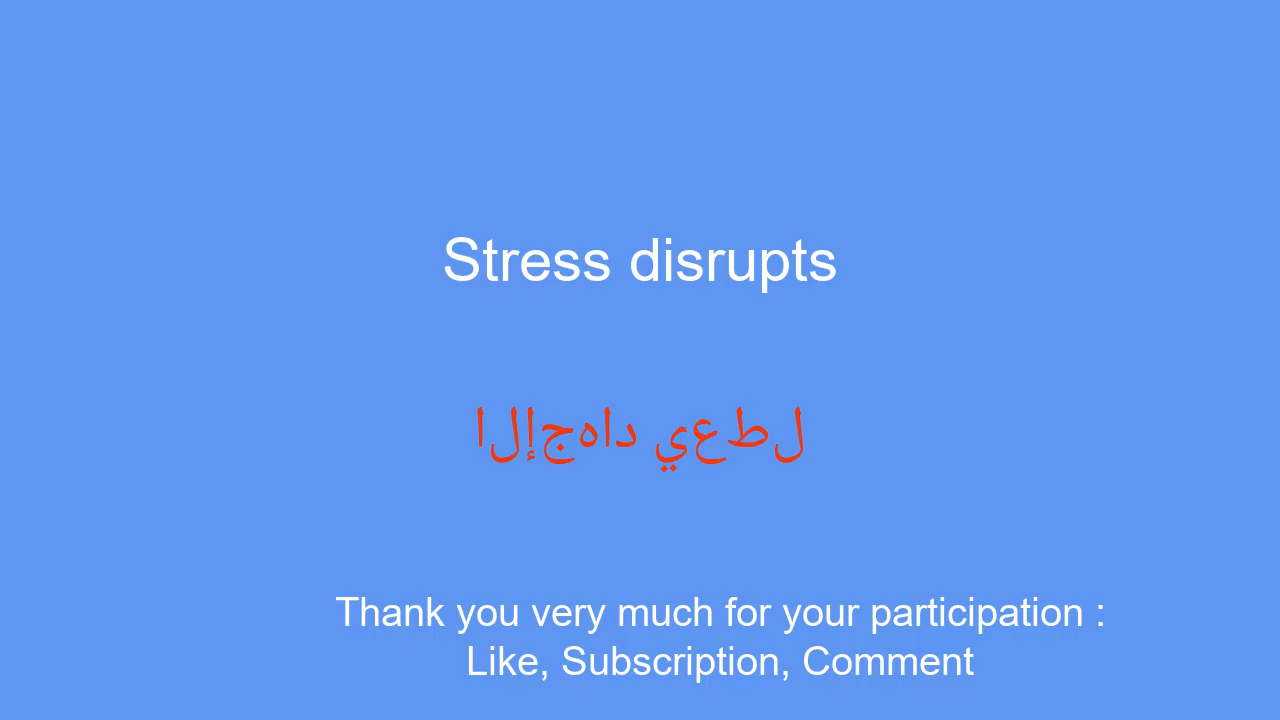 Stress disrupts
الإجهاد يعطل
Thank you very much for your participation :
Like, Subscription, Comment